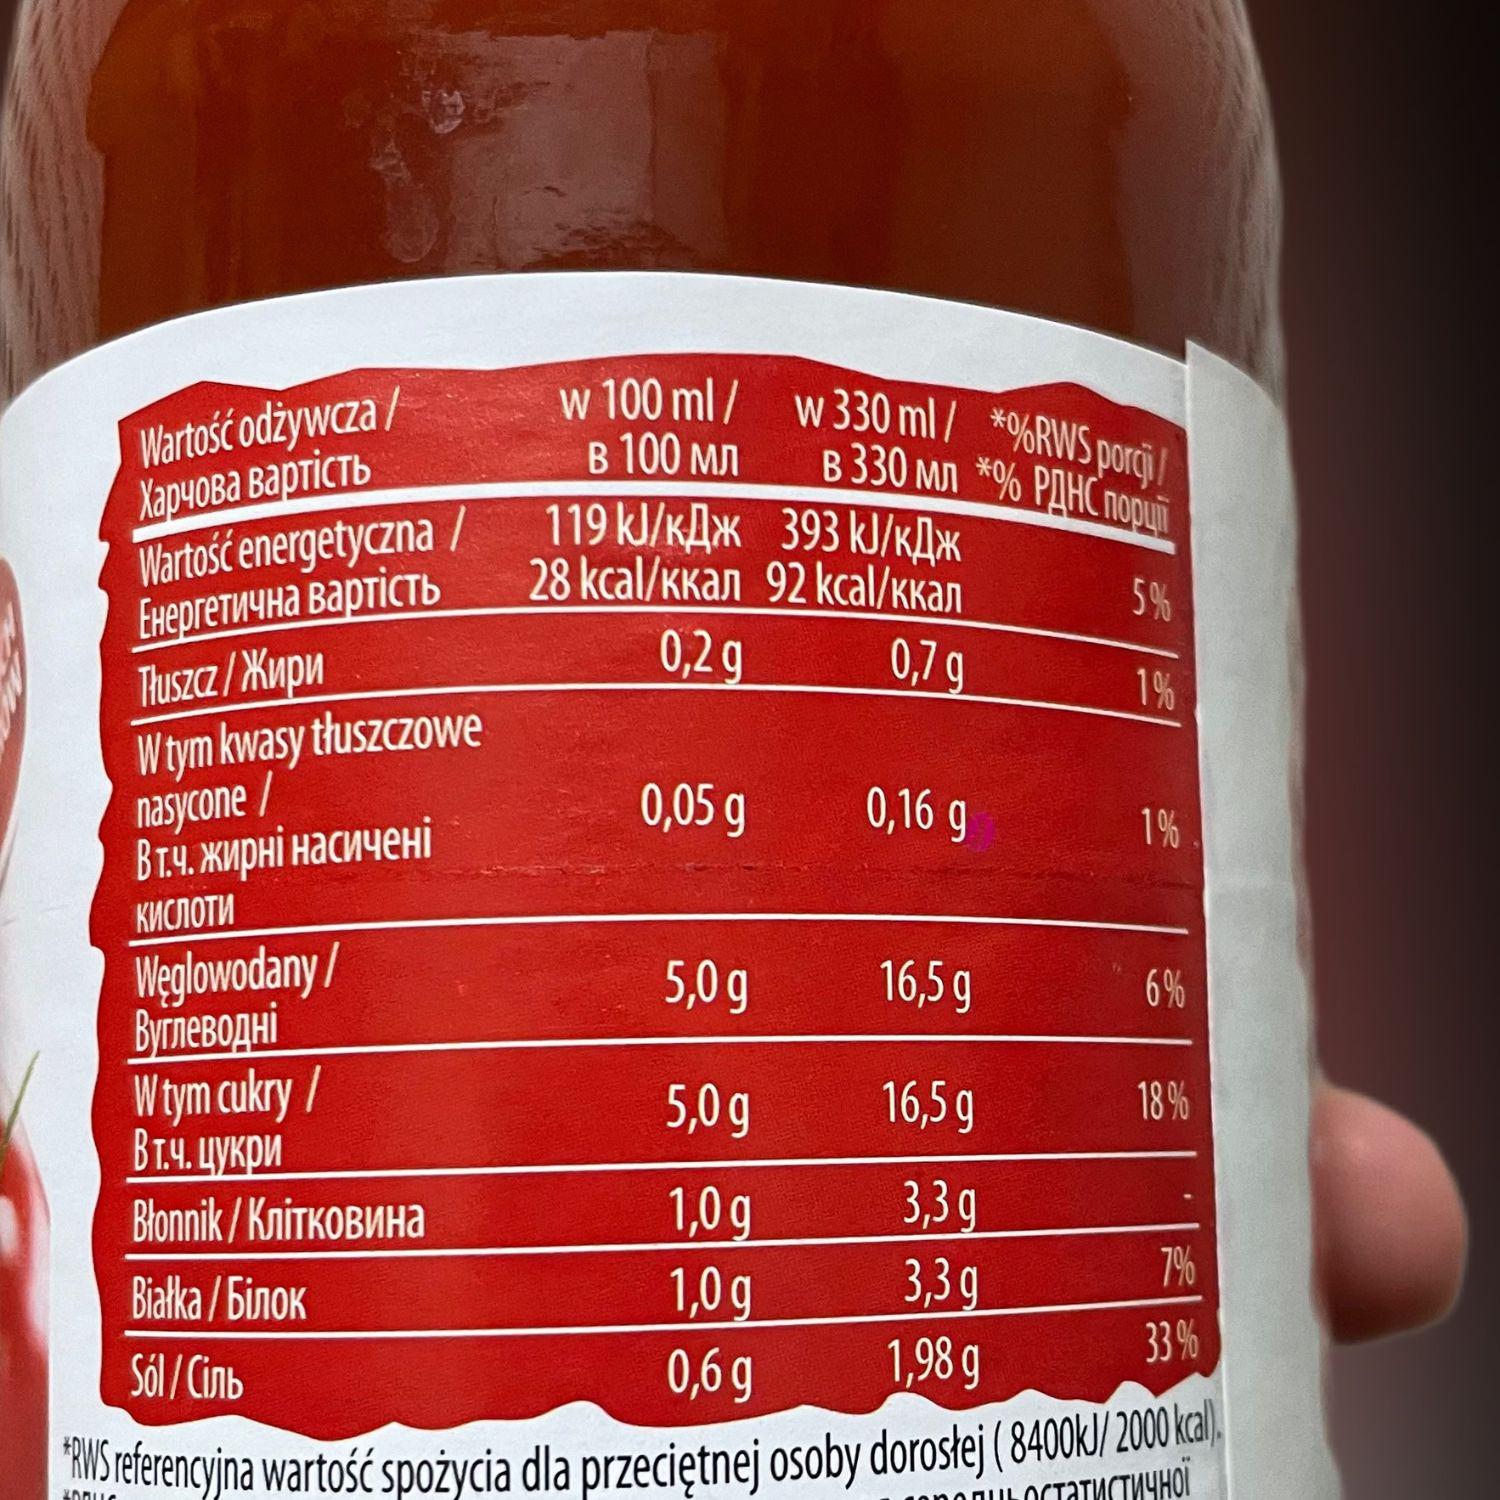 Wartość odżywcza / w 100 ml / w 330 ml / *%RWS porcji /
Харчова вартість в 100 мл в 330 мл *% РДНС порції
Wartość energetyczna / 119 kJ/кДж 393 kJ/кДж
Енергетична вартість 28 kcal/ккал 92 kcal/ккал 5%
Tłuszcz / Жири 0,2 g 0,7 g 1%
W tym kwasy tłuszczowe
nasycone / 0,05 g 0,16 g 1%
В т.ч. жирні насичені
кислоти
Węglowodany / 5,0 g 16,5 g 6%
Вуглеводні
W tym cukry / 5,0 g 16,5 g 18%
В т.ч. цукри
Błonnik / Клітковина 1,0 g 3,3 g -
Białka / Білок 1,0 g 3,3 g 7%
Sól / Сіль 0,6 g 1,98 g 33%
*RWS referencyjna wartość spożycia dla przeciętnej osoby dorosłej ( 8400kJ/ 2000 kcal).